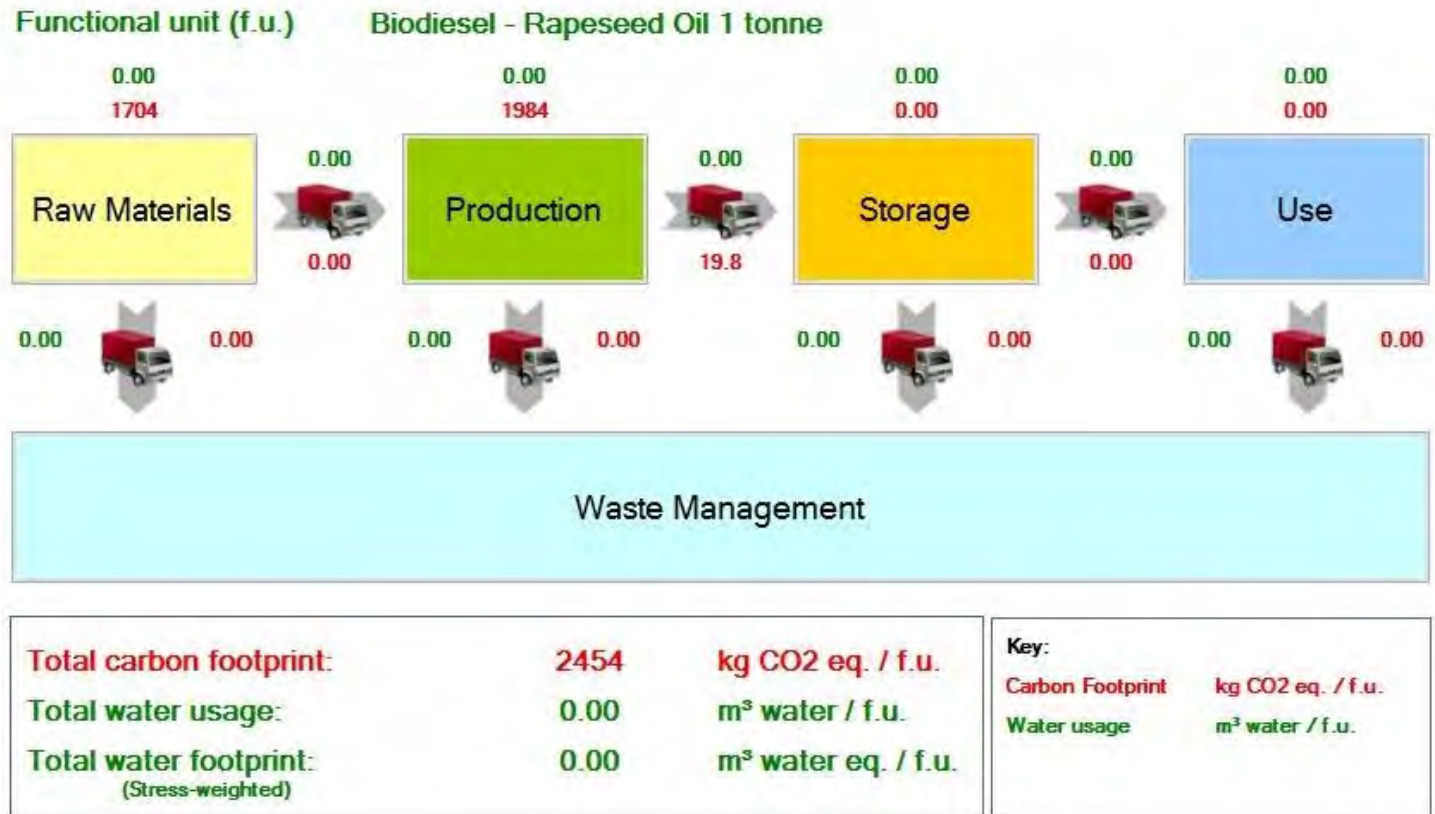 Functional unit (f.u.) Biodiesel - Rapeseed Oil 1 tonne
0.00 0.00 0.00 0.00
1704 1984 0.00 0.00
0.00 0.00 0.00
Raw Materials Production Storage Use
0.00 19.8 0.00
0.00 0.00 0.00 0.00 0.00 0.00 0.00 0.00
Waste Management
Total carbon footprint: 2454 kg CO2 eq. / f.u.
Total water usage: 0.00 m³ water / f.u.
Total water footprint: 0.00 m³ water eq. / f.u.
(Stress-weighted)
Key:
Carbon Footprint kg CO2 eq. / f.u.
Water usage m³ water / f.u.